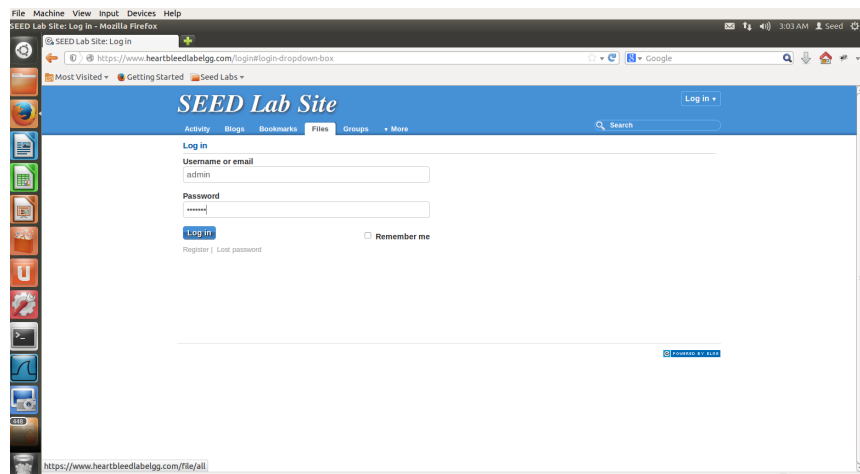 File Machine View Input Devices Help
SEED Lab Site: Log in - Mozilla Firefox
3:03 AM Seed
SEED Lab Site: Log in
https://www.heartbleedlabelgg.com/login#login-dropdown-box
Google
Most Visited Getting Started Seed Labs
SEED Lab Site
Log in
Activity Blogs Bookmarks Files Groups More
Search
Log in
Username or email
admin
Password
Log in
Remember me
Register | Lost password
POWERED BY ELGG
https://www.heartbleedlabelgg.com/file/all